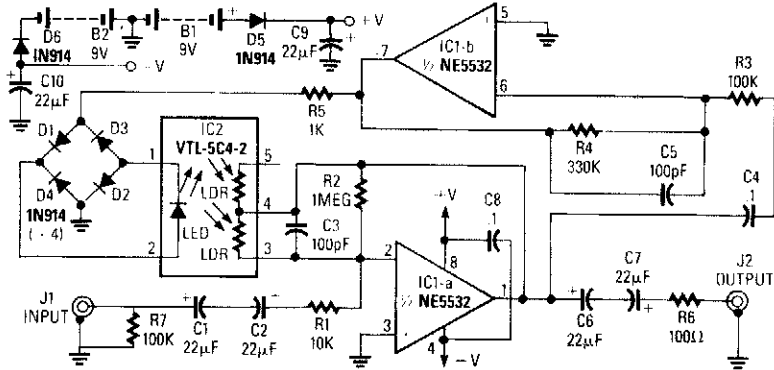 D6
1N914
B2
9V
B1
9V
D5
1N914
C9
22µF
+V
-V
+
C10
22µF
D1
D3
D4
D2
1N914
(·4)
IC2
VTL-5C4-2
LDR
LED
LDR
1
2
5
4
3
R5
1K
7
IC1-b
½ NE5532
+
5
6
R3
100K
R4
330K
C5
100pF
C4
.1
R2
1MEG
C3
100pF
+V
C8
.1
8
2
3
IC1-a
½ NE5532
1
4
-V
J1
INPUT
R7
100K
+
C1
22µF
C2
22µF
+
R1
10K
+
C6
22µF
C7
22µF
+
R6
100Ω
J2
OUTPUT